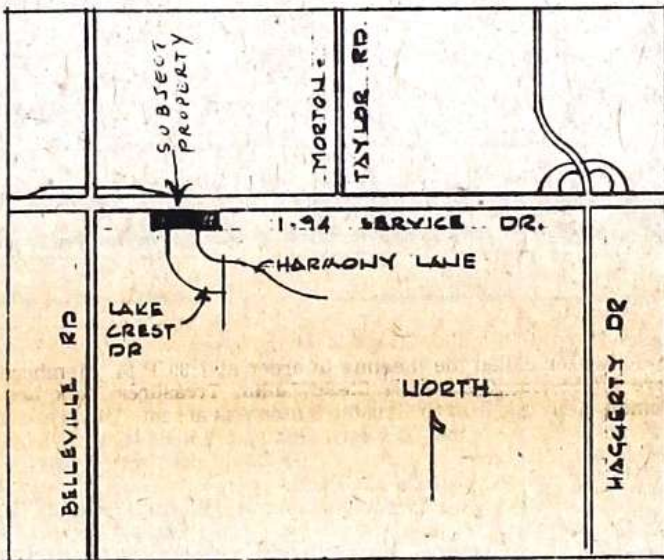 SUBJECT
PROPERTY
MORTON-
TAYLOR RD.
I-94 SERVICE DR.
HARMONY LANE
LAKE
CREST
DR
BELLEVILLE RD
NORTH
HAGGERTY DR